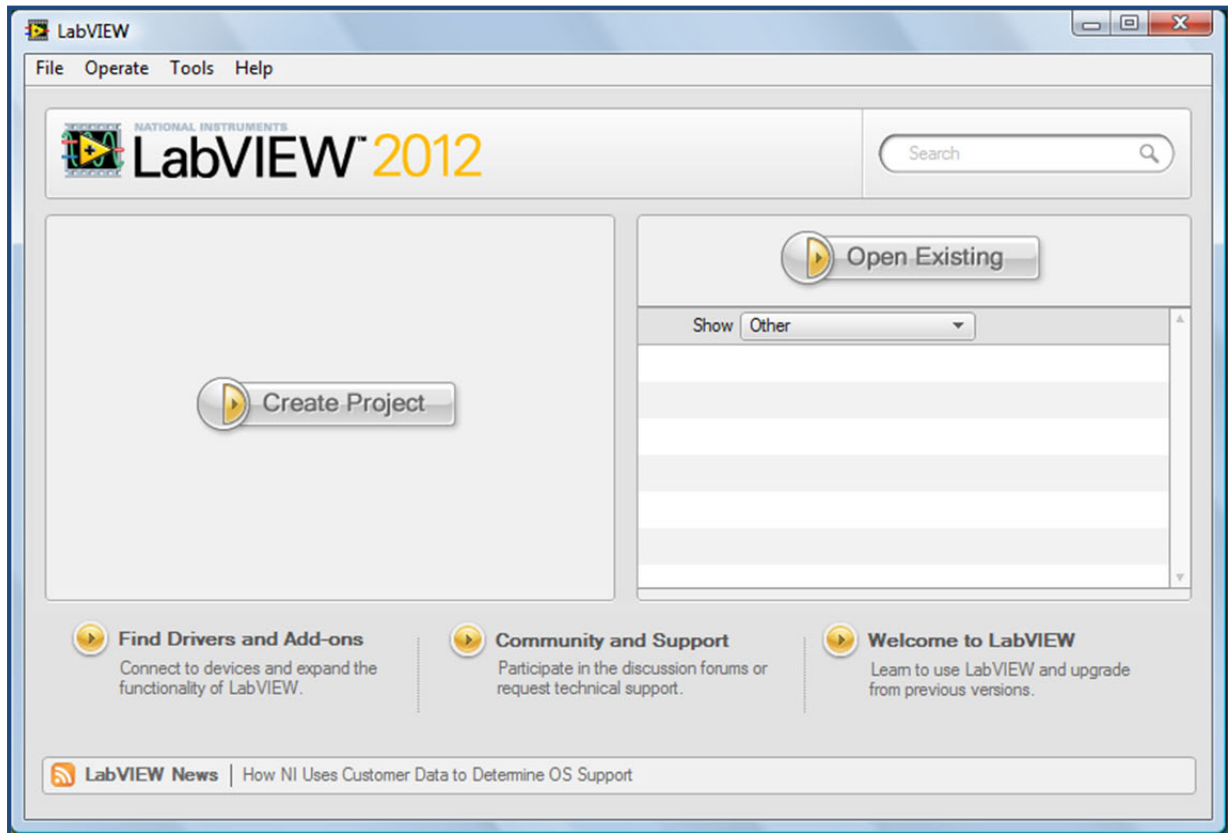 LabVIEW
File Operate Tools Help
NATIONAL INSTRUMENTS
LabVIEW™ 2012
Search
Open Existing
Show Other
Create Project
Find Drivers and Add-ons
Connect to devices and expand the
functionality of LabVIEW.
Community and Support
Participate in the discussion forums or
request technical support.
Welcome to LabVIEW
Learn to use LabVIEW and upgrade
from previous versions.
LabVIEW News | How NI Uses Customer Data to Determine OS Support